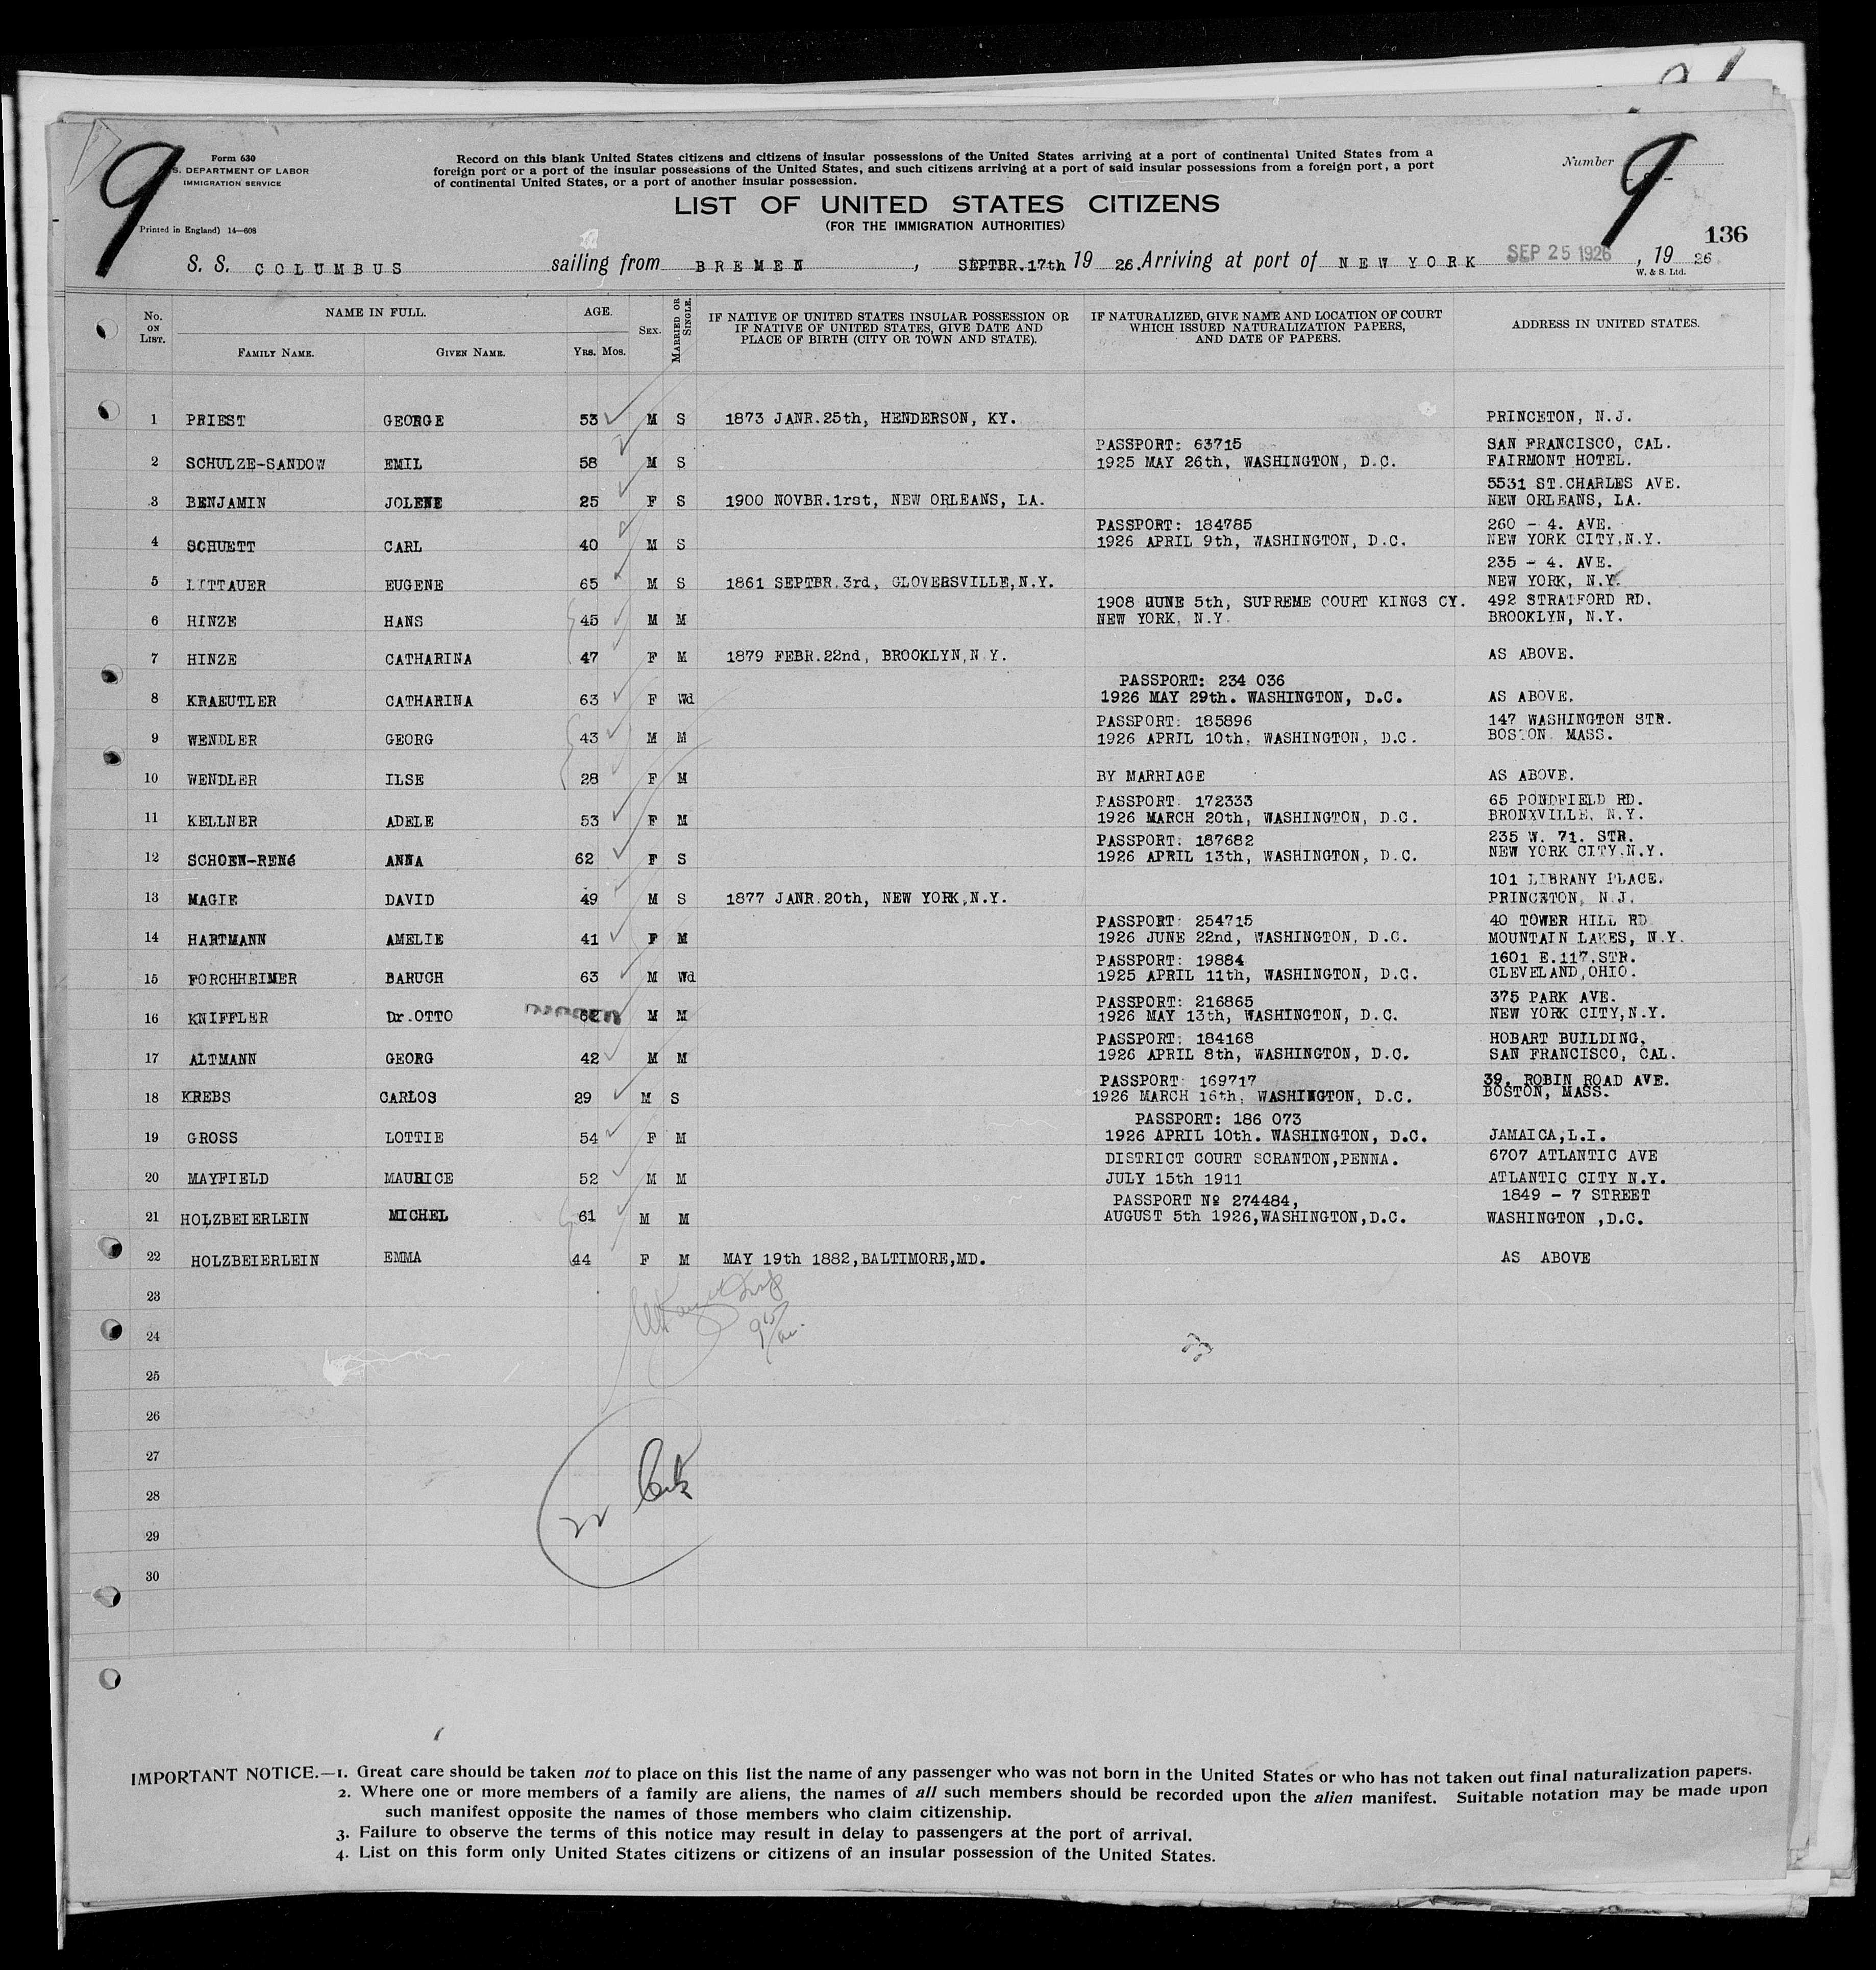 9
Form 630
S. DEPARTMENT OF LABOR
IMMIGRATION SERVICE
Printed in England) 14—608
Record on this blank United States citizens and citizens of insular possessions of the United States arriving at a port of continental United States from a
foreign port or a port of the insular possessions of the United States, and such citizens arriving at a port of said insular possessions from a foreign port, a port
of continental United States, or a port of another insular possession.
Number 9
LIST OF UNITED STATES CITIZENS
(FOR THE IMMIGRATION AUTHORITIES)
136
S. S. COLUMBUS sailing from BREMEN, SEPTBR.17th 19 26. Arriving at port of NEW YORK SEP 25 1926, 19 26
W. & S. Ltd.
No. ON LIST. NAME IN FULL. AGE. SEX. MARRIED OR SINGLE. IF NATIVE OF UNITED STATES INSULAR POSSESSION OR IF NATIVE OF UNITED STATES, GIVE DATE AND PLACE OF BIRTH (CITY OR TOWN AND STATE). IF NATURALIZED, GIVE NAME AND LOCATION OF COURT WHICH ISSUED NATURALIZATION PAPERS, AND DATE OF PAPERS. ADDRESS IN UNITED STATES.
FAMILY NAME. GIVEN NAME. YRS. MOS.
1 PRIEST GEORGE 53 M S 1873 JANR.25th, HENDERSON, KY. PRINCETON, N.J.
PASSPORT: 63715 SAN FRANCISCO, CAL.
2 SCHULZE-SANDOW EMIL 58 M S 1925 MAY 26th, WASHINGTON, D.C. FAIRMONT HOTEL.
5531 ST.CHARLES AVE.
3 BENJAMIN JOLENE 25 F S 1900 NOVBR.1rst, NEW ORLEANS, LA. NEW ORLEANS, LA.
PASSPORT: 184785 260 - 4. AVE.
4 SCHUETT CARL 40 M S 1926 APRIL 9th, WASHINGTON, D.C. NEW YORK CITY,N.Y.
235 - 4. AVE.
5 LITTAUER EUGENE 65 M S 1861 SEPTBR.3rd, GLOVERSVILLE,N.Y. NEW YORK, N.Y.
1908 JUNE 5th, SUPREME COURT KINGS CY. 492 STRATFORD RD.
6 HINZE HANS 45 M M NEW YORK, N.Y. BROOKLYN, N.Y.
7 HINZE CATHARINA 47 F M 1879 FEBR.22nd, BROOKLYN,N.Y. AS ABOVE.
PASSPORT: 234 036
8 KRAEUTLER CATHARINA 63 F Wd 1926 MAY 29th. WASHINGTON, D.C. AS ABOVE.
PASSPORT: 185896 147 WASHINGTON STR.
9 WENDLER GEORG 43 M M 1926 APRIL 10th, WASHINGTON, D.C. BOSTON MASS.
10 WENDLER ILSE 28 F M BY MARRIAGE AS ABOVE.
PASSPORT: 172333 65 PONDFIELD RD.
11 KELLNER ADELE 53 F M 1926 MARCH 20th, WASHINGTON, D.C. BRONXVILLE, N.Y.
PASSPORT: 187682 235 W. 71. STR.
12 SCHOEN-RENé ANNA 62 F S 1926 APRIL 13th, WASHINGTON, D.C. NEW YORK CITY.N.Y.
101 LIBRANY PLACE.
13 MAGIE DAVID 49 M S 1877 JANR.20th, NEW YORK,N.Y. PRINCETON, N.J.
PASSPORT: 254715 40 TOWER HILL RD
14 HARTMANN AMELIE 41 F M 1926 JUNE 22nd, WASHINGTON, D.C. MOUNTAIN LAKES, N.Y.
PASSPORT: 19884 1601 E.117.STR.
15 FORCHHEIMER BARUCH 63 M Wd 1925 APRIL 11th, WASHINGTON, D.C. CLEVELAND,OHIO.
PASSPORT: 216865 375 PARK AVE.
16 KNIFFLER Dr.OTTO 62 M M 1926 MAY 13th, WASHINGTON, D.C. NEW YORK CITY,N.Y.
PASSPORT: 184168 HOBART BUILDING,
17 ALTMANN GEORG 42 M M 1926 APRIL 8th, WASHINGTON, D.C. SAN FRANCISCO, CAL.
PASSPORT: 169717 39, ROBIN ROAD AVE.
18 KREBS CARLOS 29 M S 1926 MARCH 16th, WASHINGTON, D.C. BOSTON, MASS.
PASSPORT: 186 073
19 GROSS LOTTIE 54 F M 1926 APRIL 10th. WASHINGTON, D.C. JAMAICA,L.I.
DISTRICT COURT SCRANTON,PENNA. 6707 ATLANTIC AVE
20 MAYFIELD MAURICE 52 M M JULY 15th 1911 ATLANTIC CITY N.Y.
PASSPORT Nº 274484, 1849 - 7 STREET
21 HOLZBEIERLEIN MICHEL 61 M M AUGUST 5th 1926,WASHINGTON,D.C. WASHINGTON ,D.C.
22 HOLZBEIERLEIN EMMA 44 F M MAY 19th 1882,BALTIMORE,MD. AS ABOVE
23
24
25
26
27
28
29
30
22
IMPORTANT NOTICE.—1. Great care should be taken not to place on this list the name of any passenger who was not born in the United States or who has not taken out final naturalization papers.
2. Where one or more members of a family are aliens, the names of all such members should be recorded upon the alien manifest. Suitable notation may be made upon
such manifest opposite the names of those members who claim citizenship.
3. Failure to observe the terms of this notice may result in delay to passengers at the port of arrival.
4. List on this form only United States citizens or citizens of an insular possession of the United States.